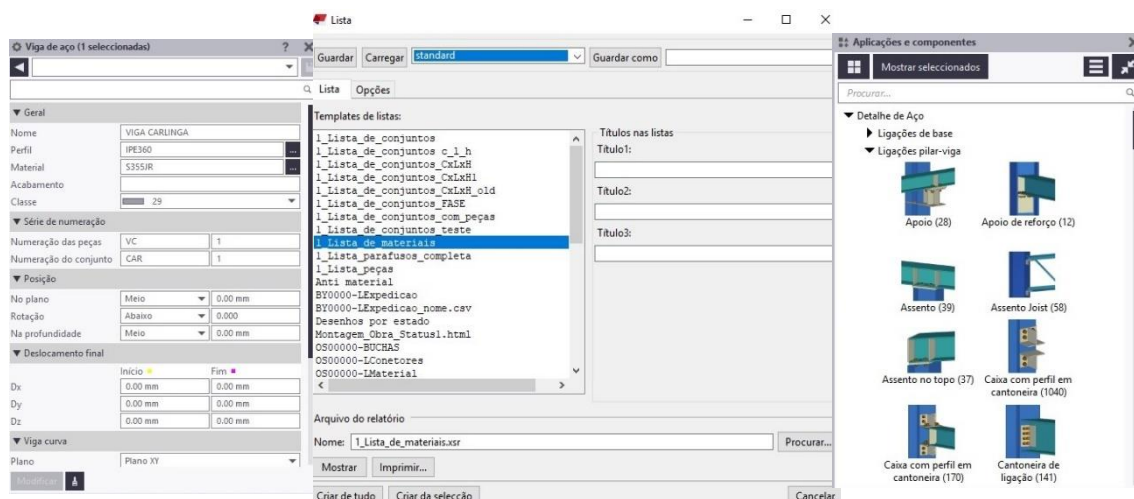 Viga de aço (1 seleccionadas) ?
Geral
Nome VIGA CARLINGA
Perfil IPE360 ...
Material S355JR ...
Acabamento
Classe 29
Série de numeração
Numeração das peças VC 1
Numeração do conjunto CAR 1
Posição
No plano Meio 0.00 mm
Rotação Abaixo 0.000
Na profundidade Meio 0.00 mm
Deslocamento final
Início Fim
Dx 0.00 mm 0.00 mm
Dy 0.00 mm 0.00 mm
Dz 0.00 mm 0.00 mm
Viga curva
Plano Plano XY
Modificar
Lista
Guardar Carregar standard Guardar como
Lista Opções
Templates de listas:
1_Lista_de_conjuntos
1_Lista_de_conjuntos c_l_h
1_Lista_de_conjuntos_CxLxH
1_Lista_de_conjuntos_CxLxH1
1_Lista_de_conjuntos_CxLxH_old
1_Lista_de_conjuntos_FASE
1_Lista_de_conjuntos_com_peças
1_Lista_de_conjuntos_teste
1_Lista_de_materiais
1_Lista_parafusos_completa
1_Lista_peças
Anti material
BY0000-LExpedicao
BY0000-LExpedicao_nome.csv
Desenhos por estado
Montagem_Obra_Status1.html
OS00000-BUCHAS
OS00000-LConetores
OS00000-LMaterial
Títulos nas listas
Título1:
Título2:
Título3:
Arquivo do relatório
Nome: 1_Lista_de_materiais.xsr Procurar...
Mostrar Imprimir...
Criar de tudo Criar da selecção Cancelar
Aplicações e componentes
Mostrar seleccionados
Procurar...
Detalhe de Aço
Ligações de base
Ligações pilar-viga
Apoio (28) Apoio de reforço (12)
Assento (39) Assento Joist (58)
Assento no topo (37) Caixa com perfil em
cantoneira (1040)
Caixa com perfil em
cantoneira (170)
Cantoneira de
ligação (141)